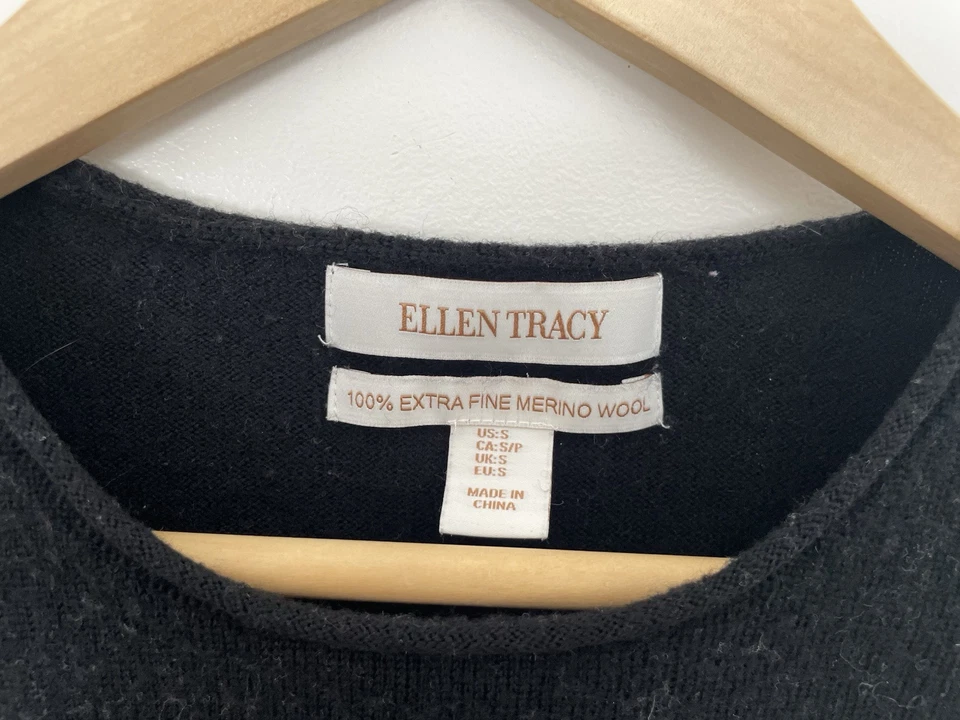 ELLEN TRACY
100% EXTRA FINE MERINO WOOL
US:S
CA:S/P
UK:S
EU:S
MADE IN
CHINA